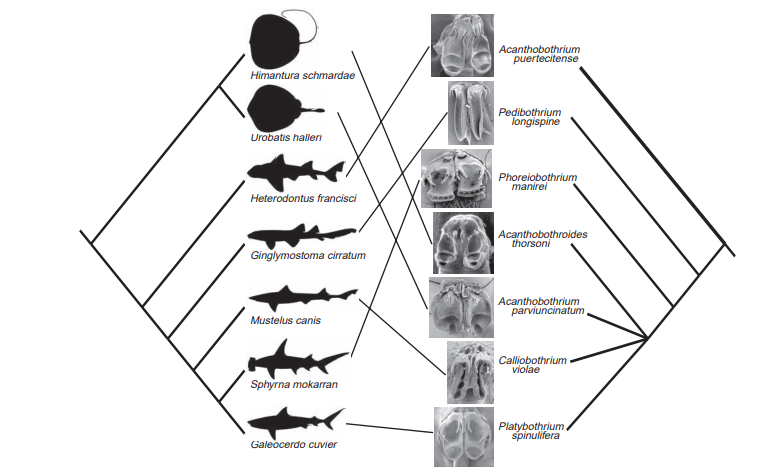 Himantura schmardae
Urobatis halleri
Heterodontus francisci
Ginglymostoma cirratum
Mustelus canis
Sphyrna mokarran
Galeocerdo cuvier
Acanthobothrium
puertecitense
Pedibothrium
longispine
Phoreiobothrium
manirei
Acanthobothroides
thorsoni
Acanthobothrium
parviuncinatum
Calliobothrium
violae
Platybothrium
spinulifera